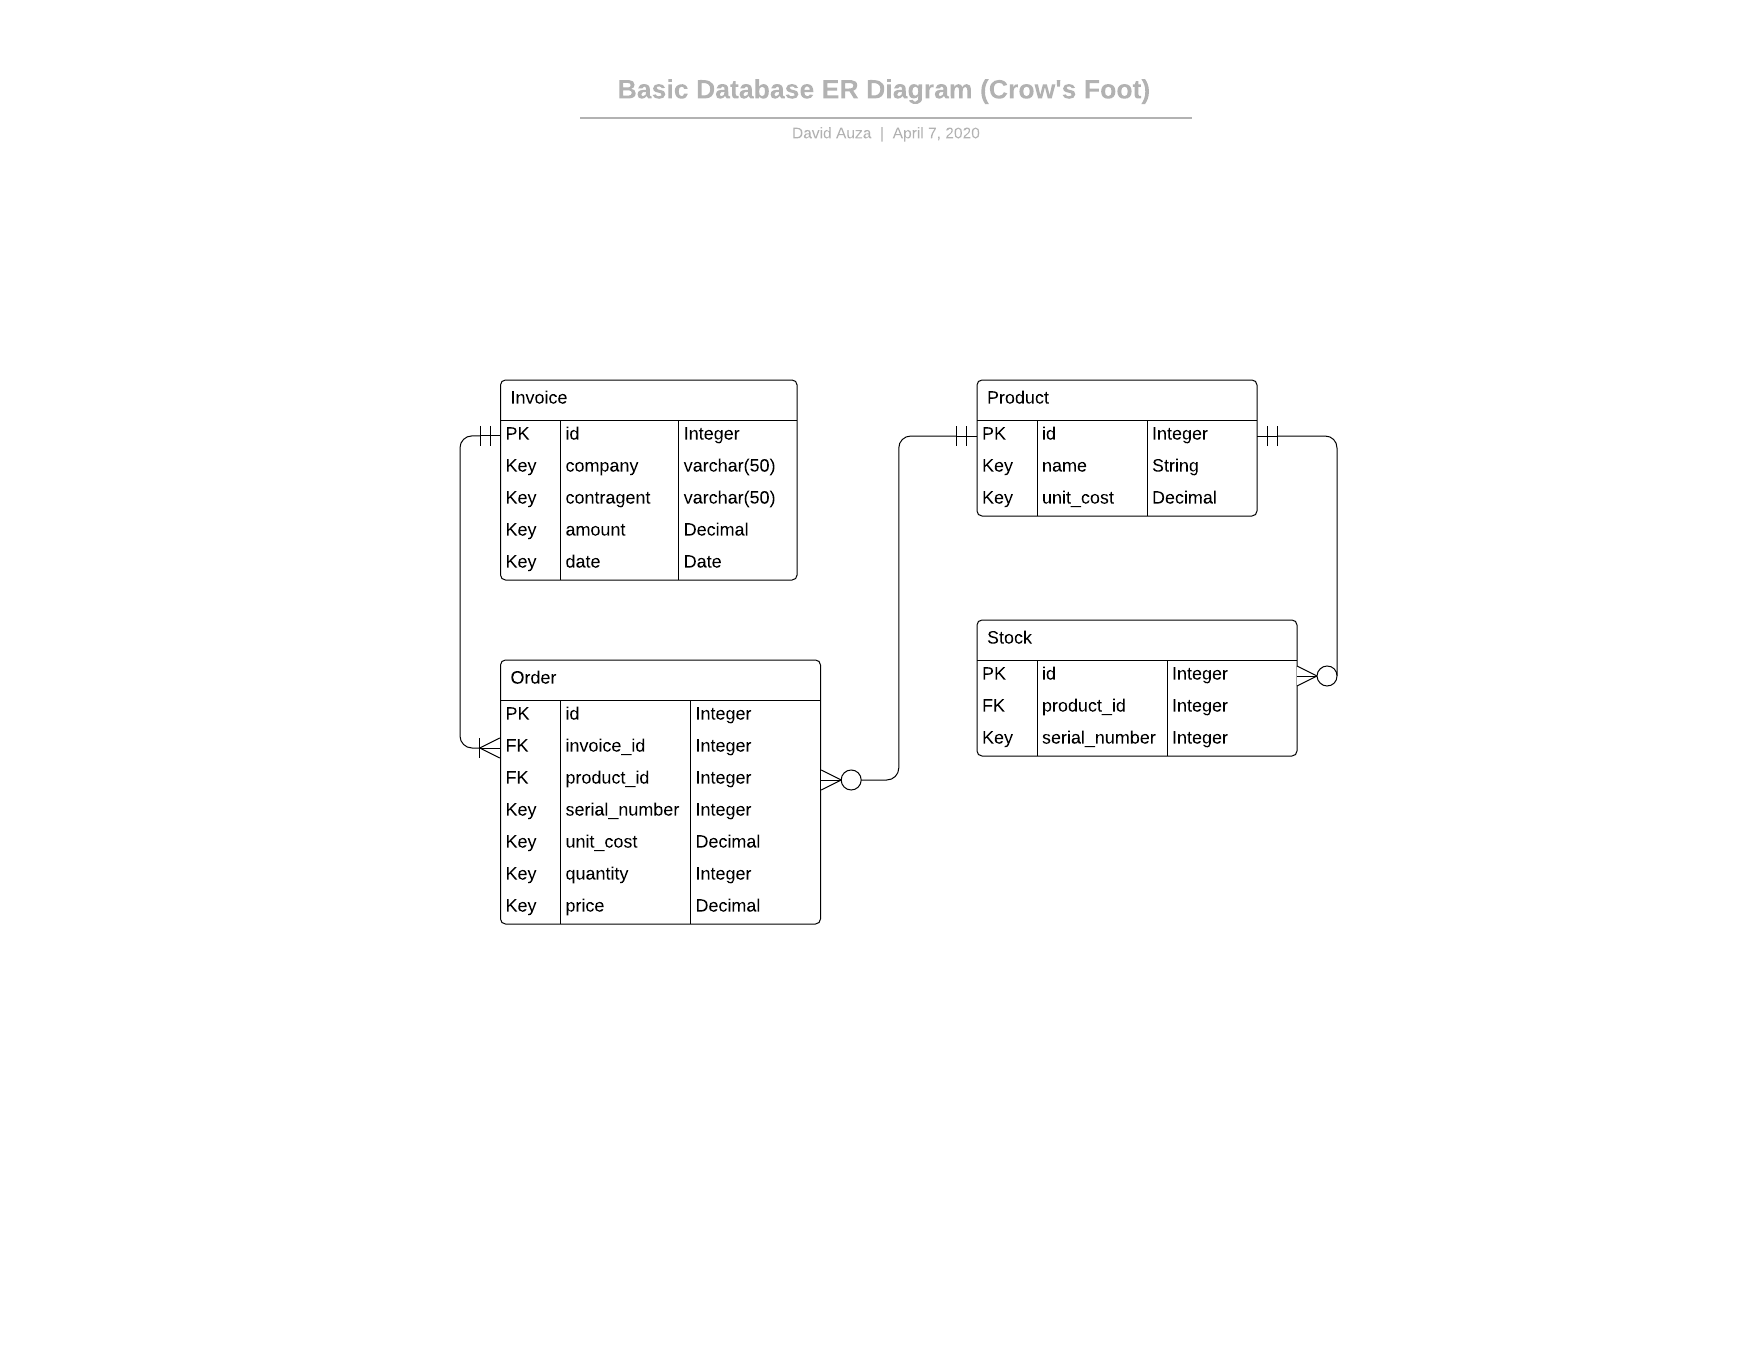 Basic Database ER Diagram (Crow's Foot)
David Auza | April 7, 2020
Invoice
PK id Integer
Key company varchar(50)
Key contragent varchar(50)
Key amount Decimal
Key date Date
Product
PK id Integer
Key name String
Key unit_cost Decimal
Order
PK id Integer
FK invoice_id Integer
FK product_id Integer
Key serial_number Integer
Key unit_cost Decimal
Key quantity Integer
Key price Decimal
Stock
PK id Integer
FK product_id Integer
Key serial_number Integer